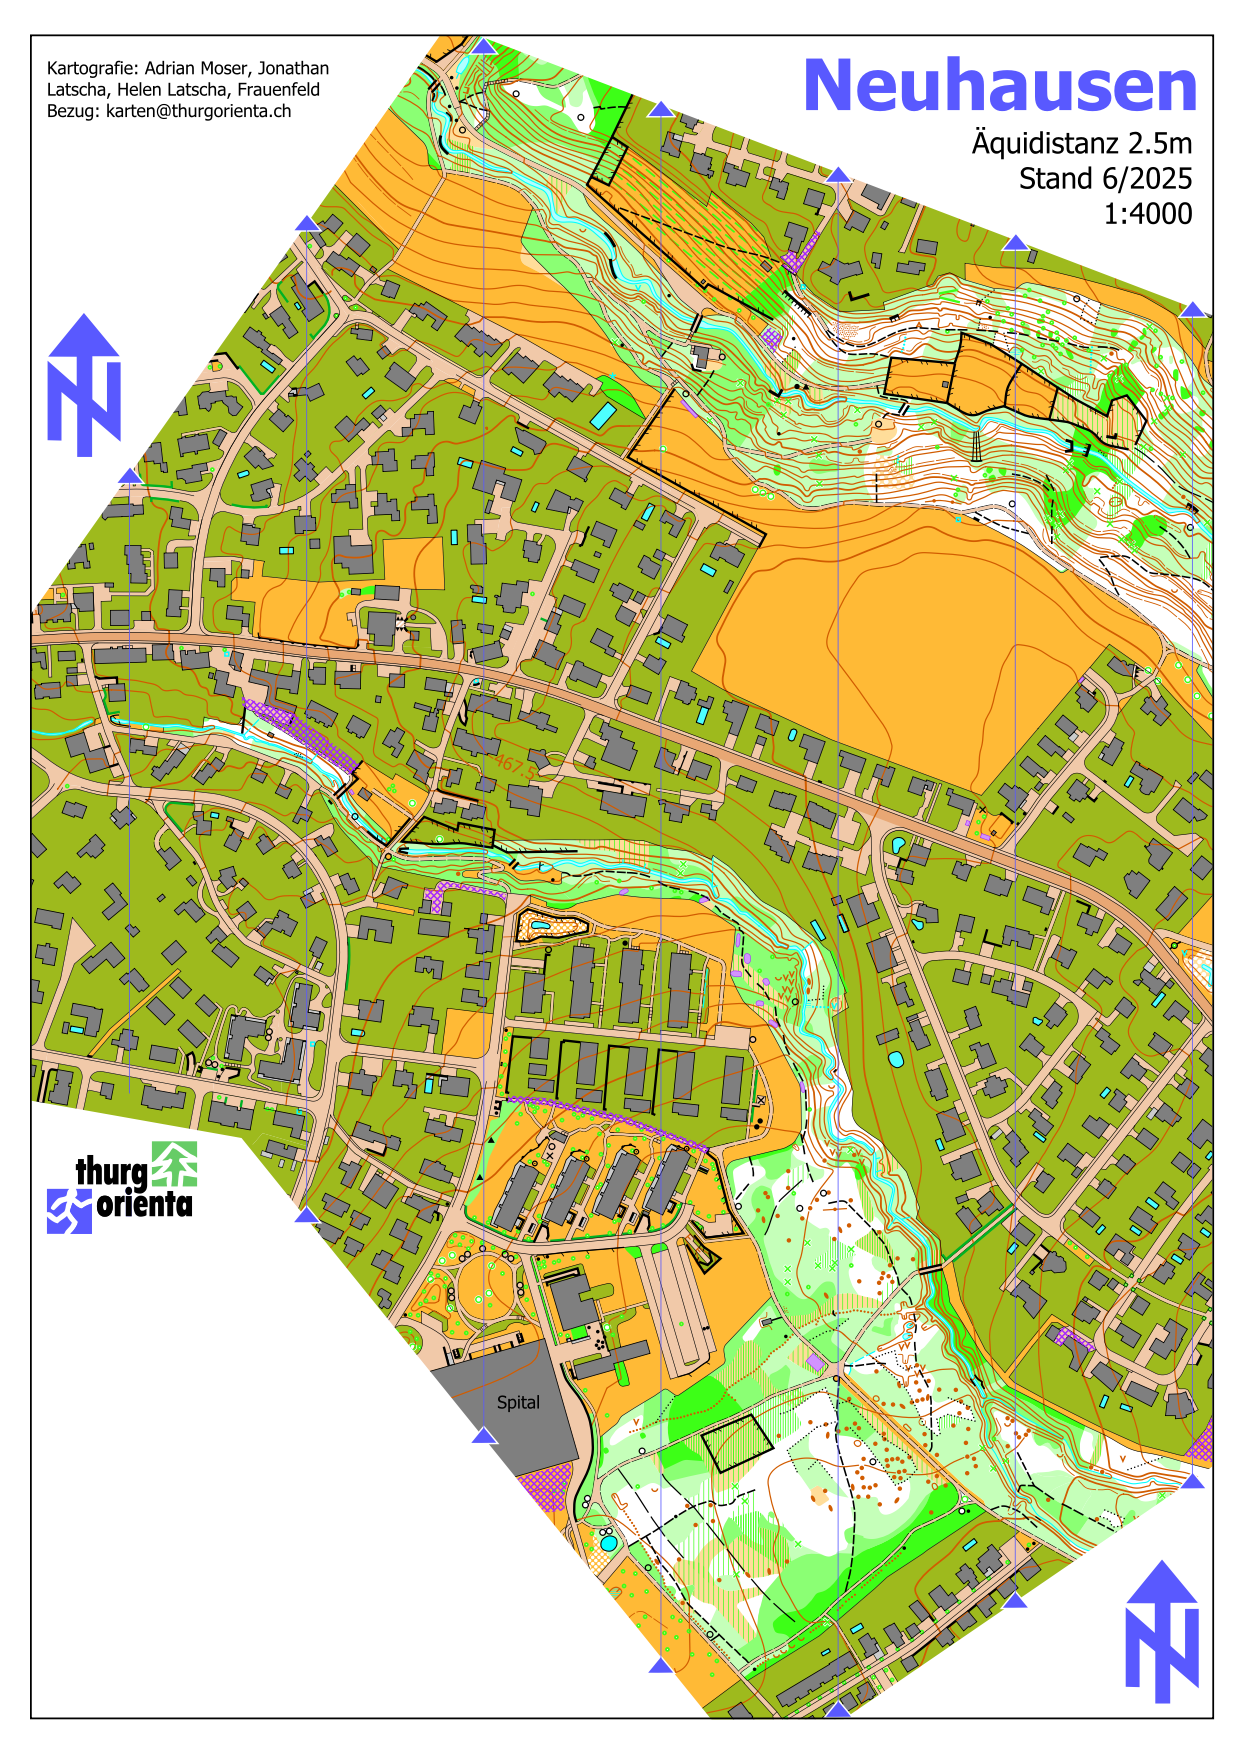 Kartografie: Adrian Moser, Jonathan
Latscha, Helen Latscha, Frauenfeld
Bezug: karten@thurgorienta.ch
Neuhausen
Äquidistanz 2.5m
Stand 6/2025
1:4000
N
467.5
thurg
orienta
Spital
N